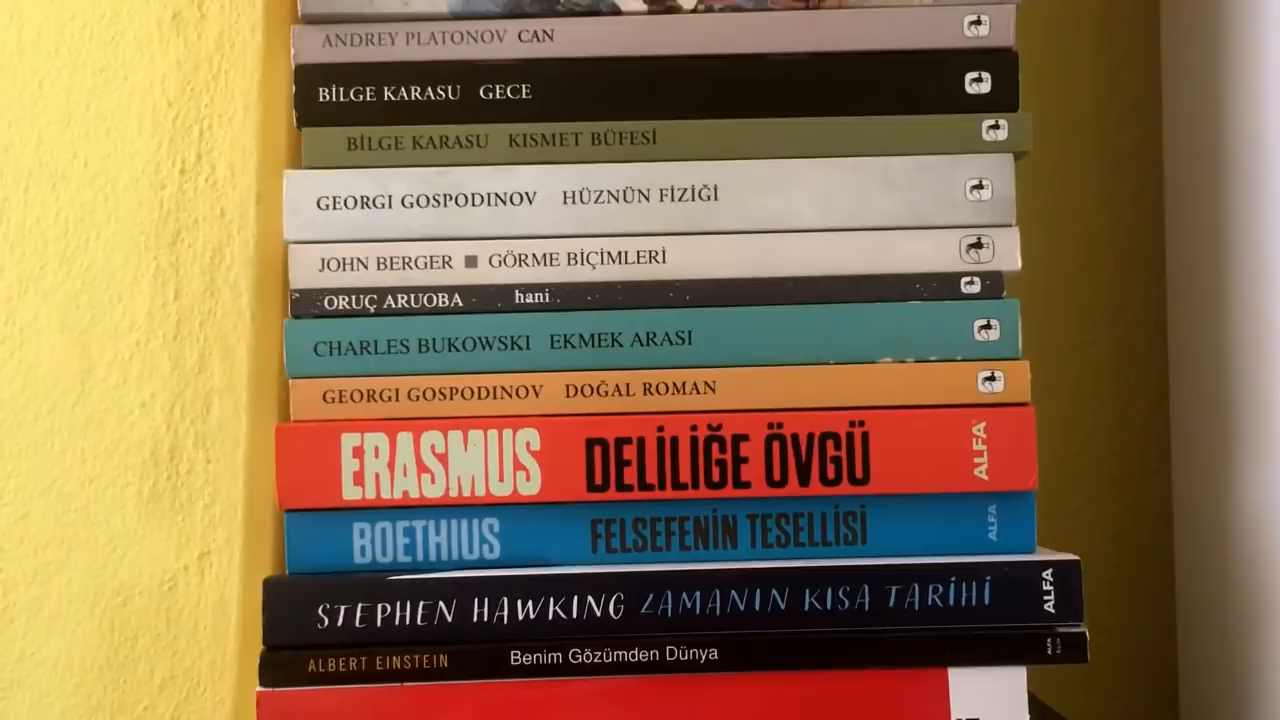 ANDREY PLATONOV CAN
BİLGE KARASU GECE
BİLGE KARASU KISMET BÜFESİ
GEORGI GOSPODINOV HÜZNÜN FİZİĞİ
JOHN BERGER ■ GÖRME BİÇİMLERİ
ORUÇ ARUOBA hani
CHARLES BUKOWSKI EKMEK ARASI
GEORGI GOSPODINOV DOĞAL ROMAN
ERASMUS DELİLİĞE ÖVGÜ ALFA
BOETHIUS FELSEFENİN TESELLİSİ ALFA
STEPHEN HAWKING ZAMANIN KISA TARİHİ ALFA
ALBERT EINSTEIN Benim Gözümden Dünya ALFA